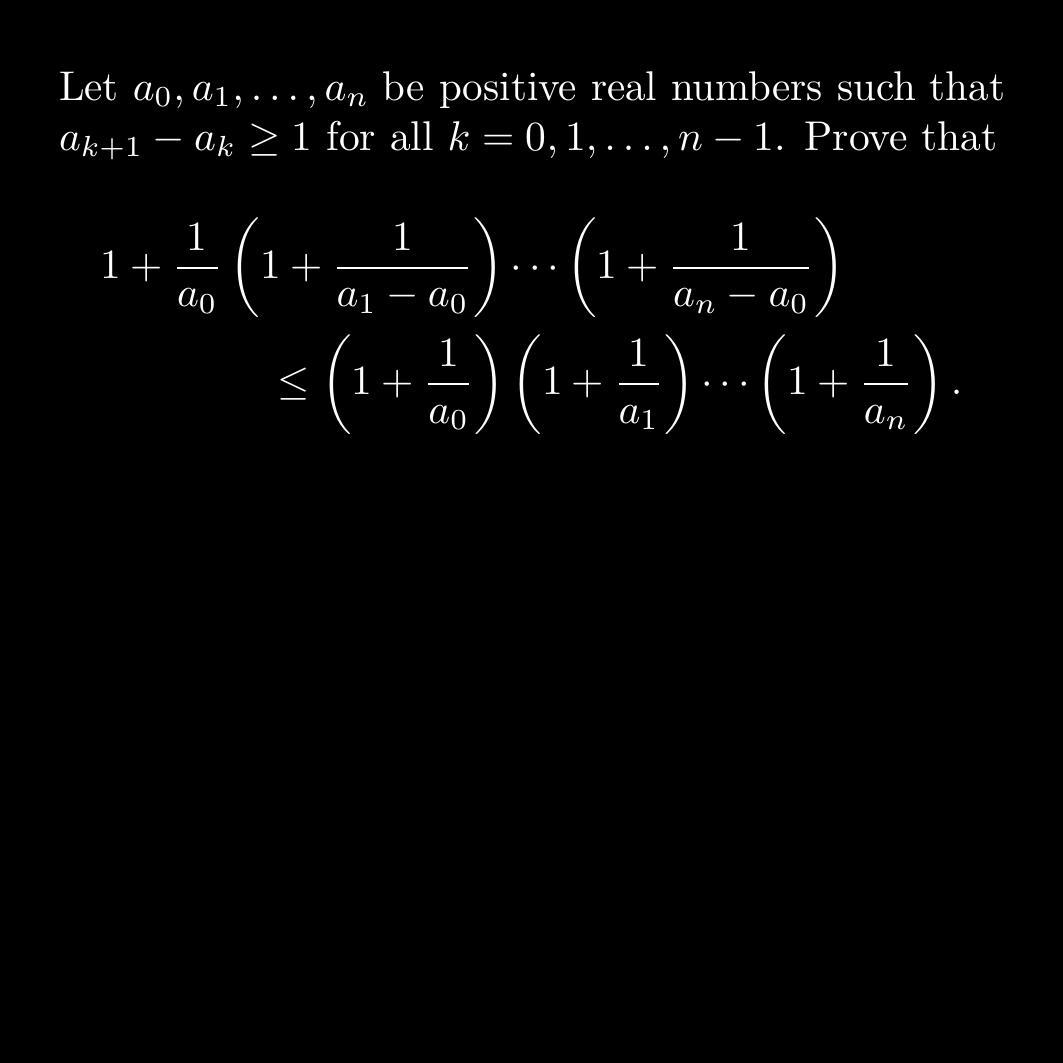 Let $a_0, a_1, \ldots, a_n$ be positive real numbers such that
$a_{k+1} - a_k \geq 1$ for all $k = 0, 1, \ldots, n-1$. Prove that
$1 + \frac{1}{a_0} \left(1 + \frac{1}{a_1 - a_0}\right) \cdots \left(1 + \frac{1}{a_n - a_0}\right)$
$\leq \left(1 + \frac{1}{a_0}\right) \left(1 + \frac{1}{a_1}\right) \cdots \left(1 + \frac{1}{a_n}\right).$